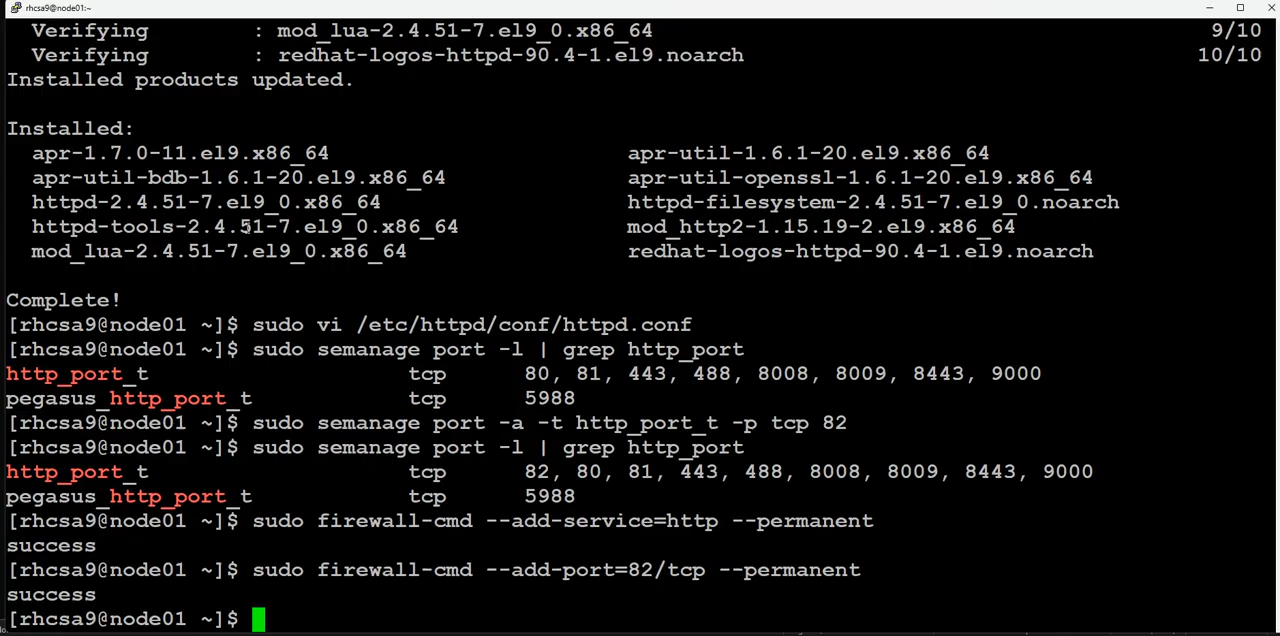 rhcsa9@node01:~
Verifying : mod_lua-2.4.51-7.el9_0.x86_64 9/10
Verifying : redhat-logos-httpd-90.4-1.el9.noarch 10/10
Installed products updated.
Installed:
apr-1.7.0-11.el9.x86_64 apr-util-1.6.1-20.el9.x86_64
apr-util-bdb-1.6.1-20.el9.x86_64 apr-util-openssl-1.6.1-20.el9.x86_64
httpd-2.4.51-7.el9_0.x86_64 httpd-filesystem-2.4.51-7.el9_0.noarch
httpd-tools-2.4.51-7.el9_0.x86_64 mod_http2-1.15.19-2.el9.x86_64
mod_lua-2.4.51-7.el9_0.x86_64 redhat-logos-httpd-90.4-1.el9.noarch
Complete!
[rhcsa9@node01 ~]$ sudo vi /etc/httpd/conf/httpd.conf
[rhcsa9@node01 ~]$ sudo semanage port -l | grep http_port
http_port_t tcp 80, 81, 443, 488, 8008, 8009, 8443, 9000
pegasus_http_port_t tcp 5988
[rhcsa9@node01 ~]$ sudo semanage port -a -t http_port_t -p tcp 82
[rhcsa9@node01 ~]$ sudo semanage port -l | grep http_port
http_port_t tcp 82, 80, 81, 443, 488, 8008, 8009, 8443, 9000
pegasus_http_port_t tcp 5988
[rhcsa9@node01 ~]$ sudo firewall-cmd --add-service=http --permanent
success
[rhcsa9@node01 ~]$ sudo firewall-cmd --add-port=82/tcp --permanent
success
[rhcsa9@node01 ~]$